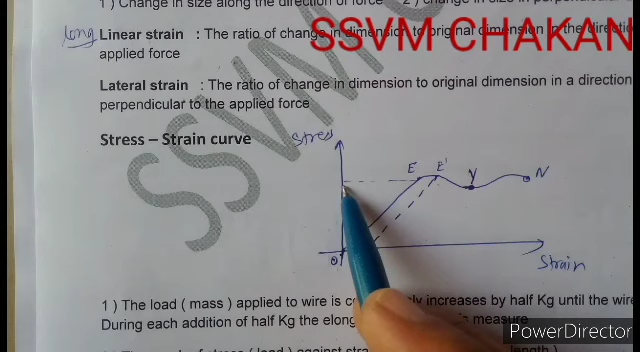 1 ) Change in size along the direction of force 2 ) change in size in
long Linear strain : The ratio of change in dimension to original dimension in the
applied force
SSVM CHAKAN
Lateral strain : The ratio of change in dimension to original dimension in a direction
perpendicular to the applied force
Stress – Strain curve
Stress
E E' Y N
O
Strain
1 ) The load ( mass ) applied to wire is increases by half Kg until the wire
During each addition of half Kg the elong measure
PowerDirector